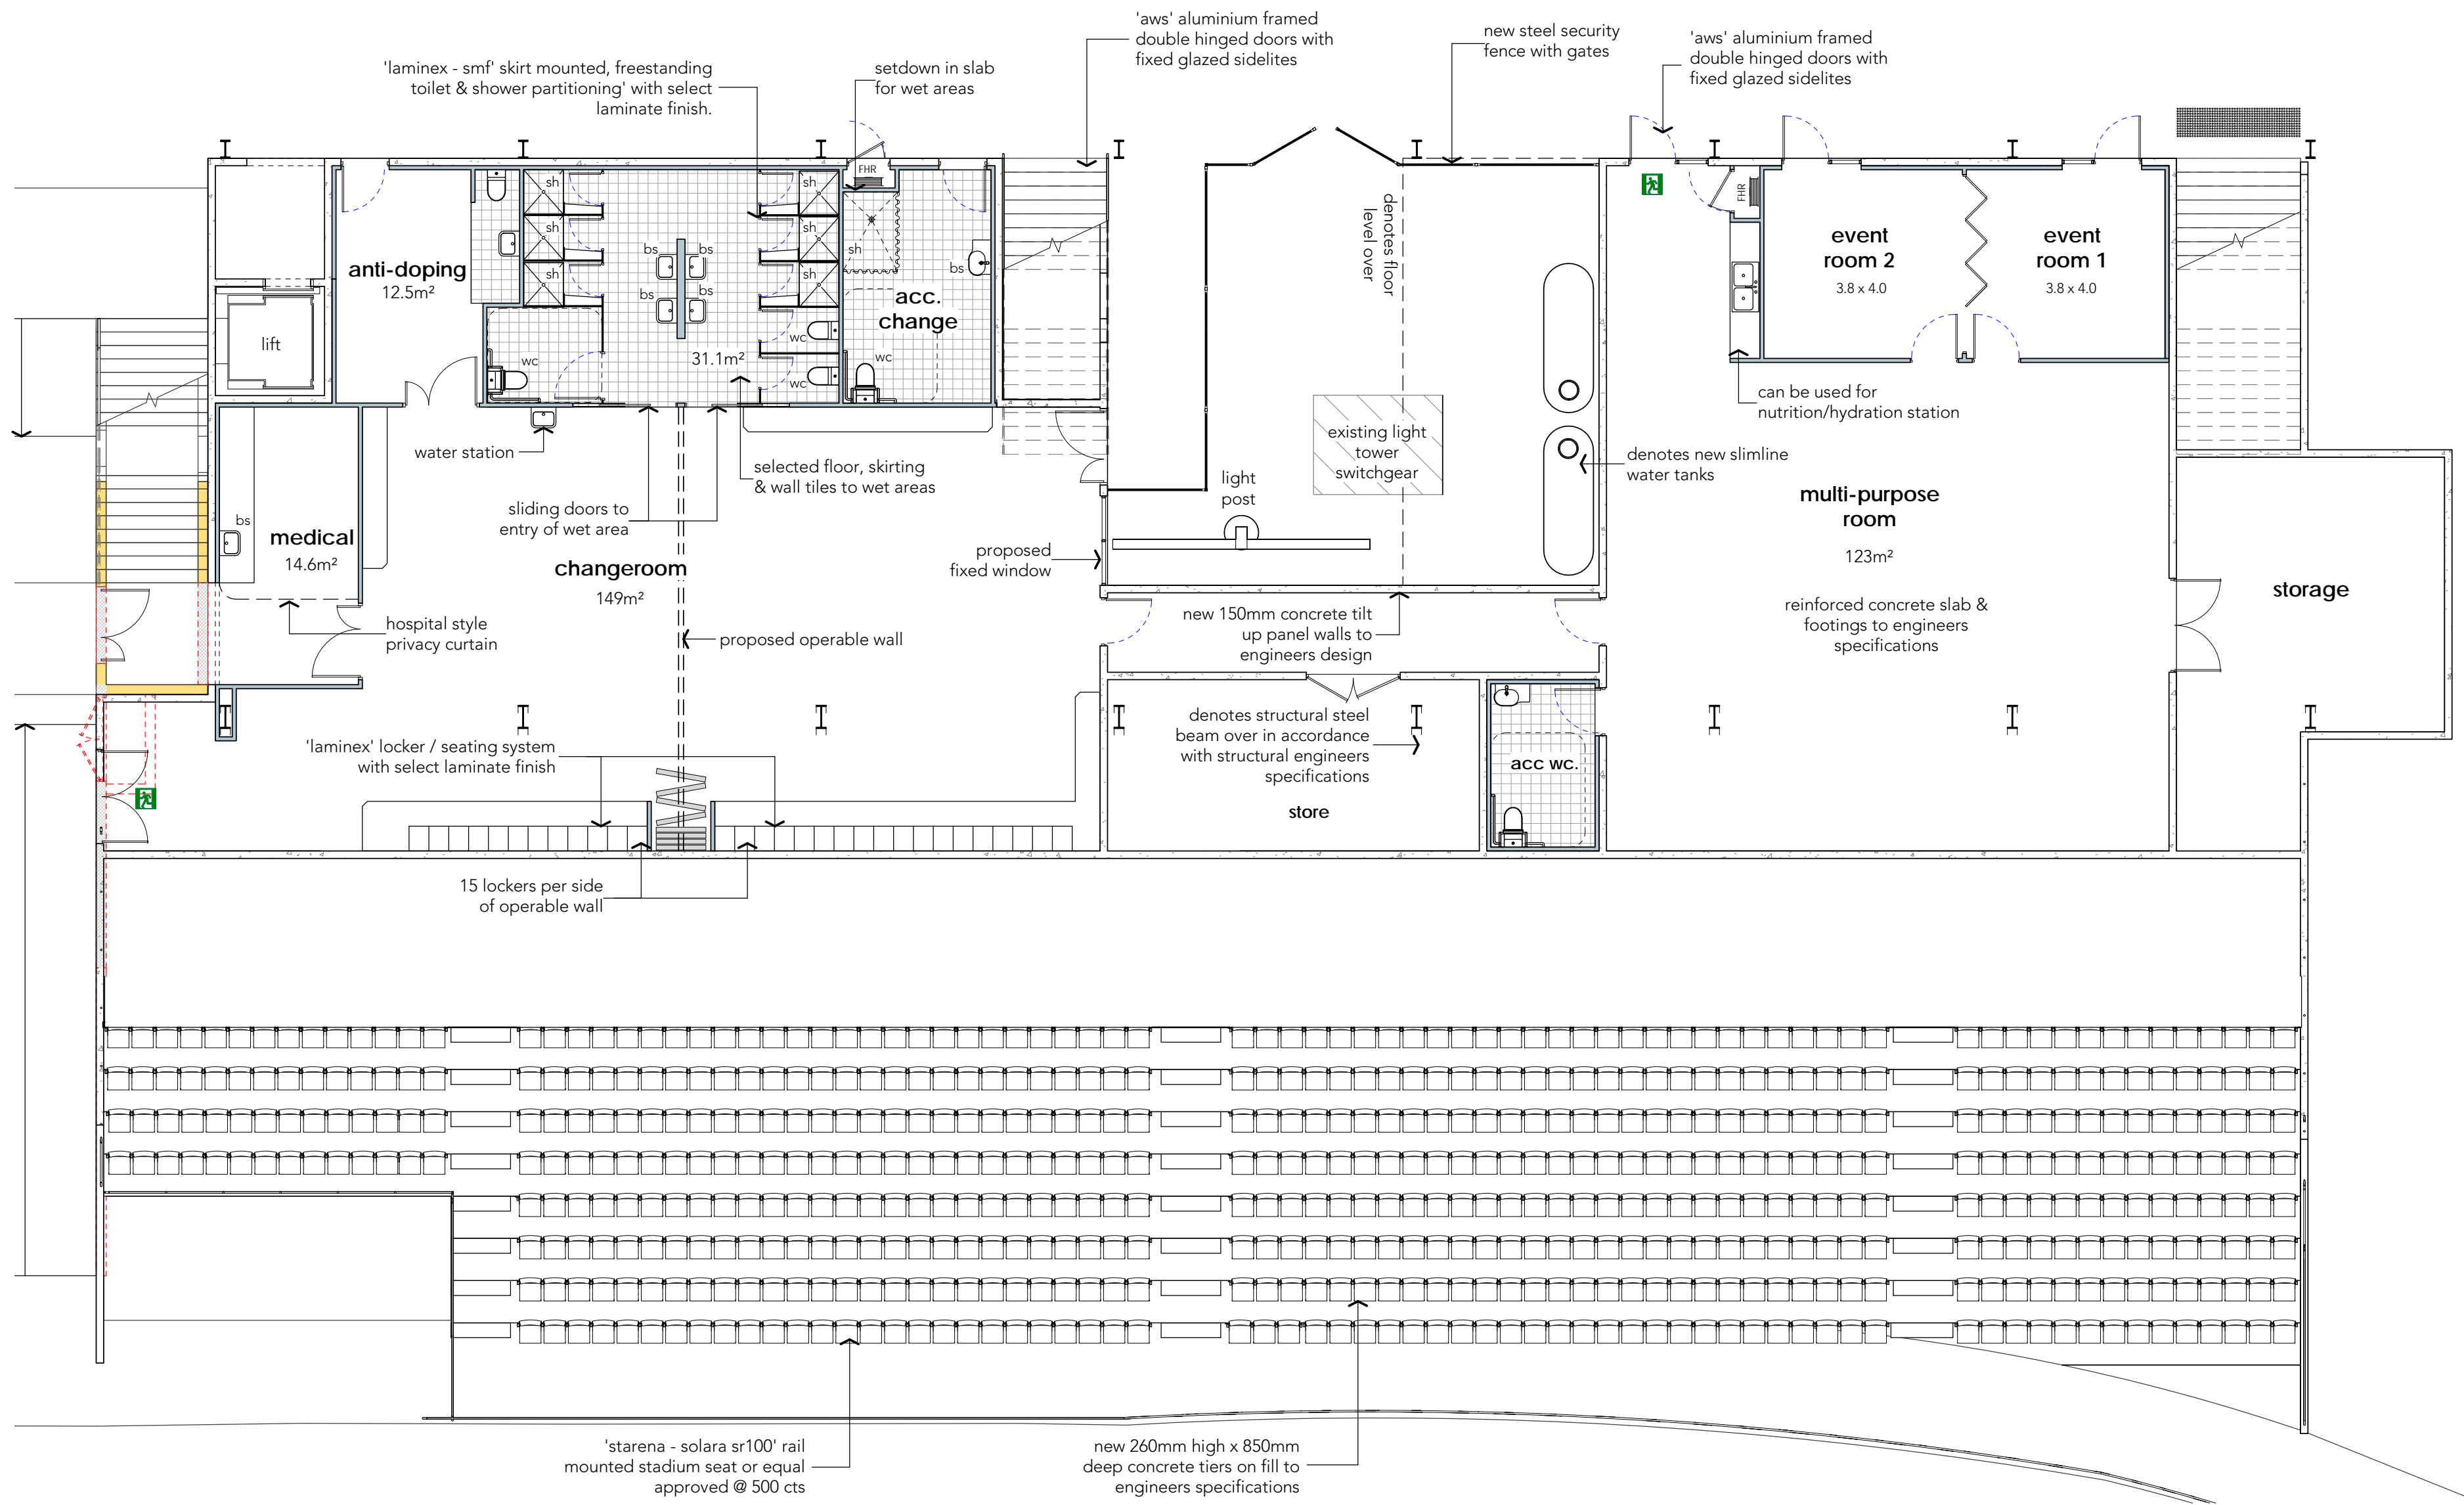 'aws' aluminium framed
double hinged doors with
fixed glazed sidelites
new steel security
fence with gates
'aws' aluminium framed
double hinged doors with
fixed glazed sidelites
'laminex - smf' skirt mounted, freestanding
toilet & shower partitioning' with select
laminate finish.
setdown in slab
for wet areas
FHR
FHR
sh
sh
sh
sh
sh
sh
sh
bs
bs
bs
bs
bs
anti-doping
12.5m²
acc.
change
denotes floor
level over
event
room 2
3.8 x 4.0
event
room 1
3.8 x 4.0
lift
wc
31.1m²
wc
wc
wc
can be used for
nutrition/hydration station
water station
selected floor, skirting
& wall tiles to wet areas
existing light
tower
switchgear
denotes new slimline
water tanks
light
post
sliding doors to
entry of wet area
bs
medical
14.6m²
multi-purpose
room
123m²
reinforced concrete slab &
footings to engineers
specifications
storage
changeroom
149m²
proposed
fixed window
hospital style
privacy curtain
proposed operable wall
new 150mm concrete tilt
up panel walls to
engineers design
'laminex' locker / seating system
with select laminate finish
denotes structural steel
beam over in accordance
with structural engineers
specifications
store
acc wc.
15 lockers per side
of operable wall
'starena - solara sr100' rail
mounted stadium seat or equal
approved @ 500 cts
new 260mm high x 850mm
deep concrete tiers on fill to
engineers specifications